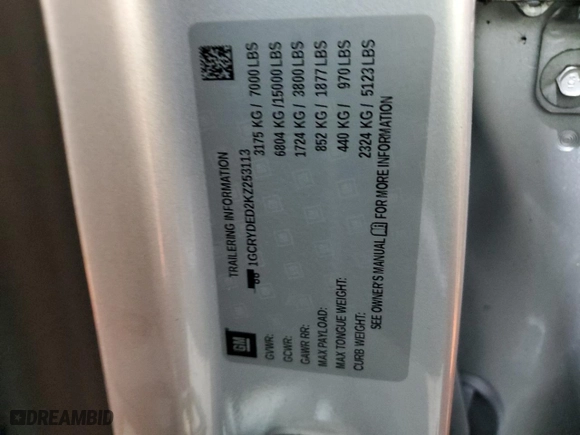 GM
TRAILERING INFORMATION
1GCRYDED2KZ253113
GVWR: 3175 KG / 7000 LBS
GCWR: 6804 KG /15000 LBS
GAWR RR: 1724 KG / 3800 LBS
MAX PAYLOAD: 852 KG / 1877 LBS
MAX TONGUE WEIGHT: 440 KG / 970 LBS
CURB WEIGHT: 2324 KG / 5123 LBS
SEE OWNER'S MANUAL FOR MORE INFORMATION
DREAMBID